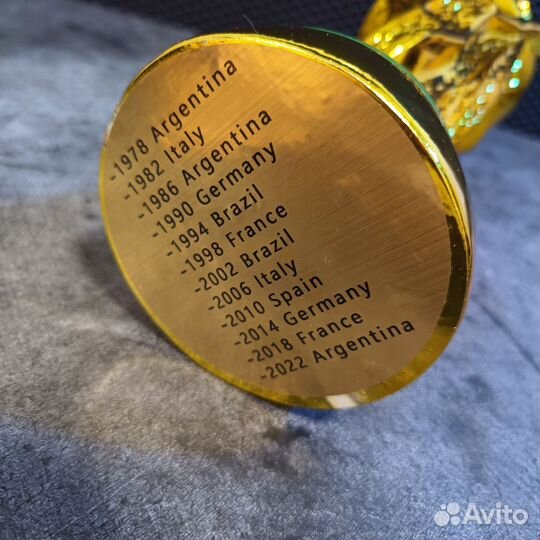 -1978 Argentina
-1982 Italy
-1986 Argentina
-1990 Germany
-1994 Brazil
-1998 France
-2002 Brazil
-2006 Italy
-2010 Spain
-2014 Germany
-2018 France
-2022 Argentina
Avito